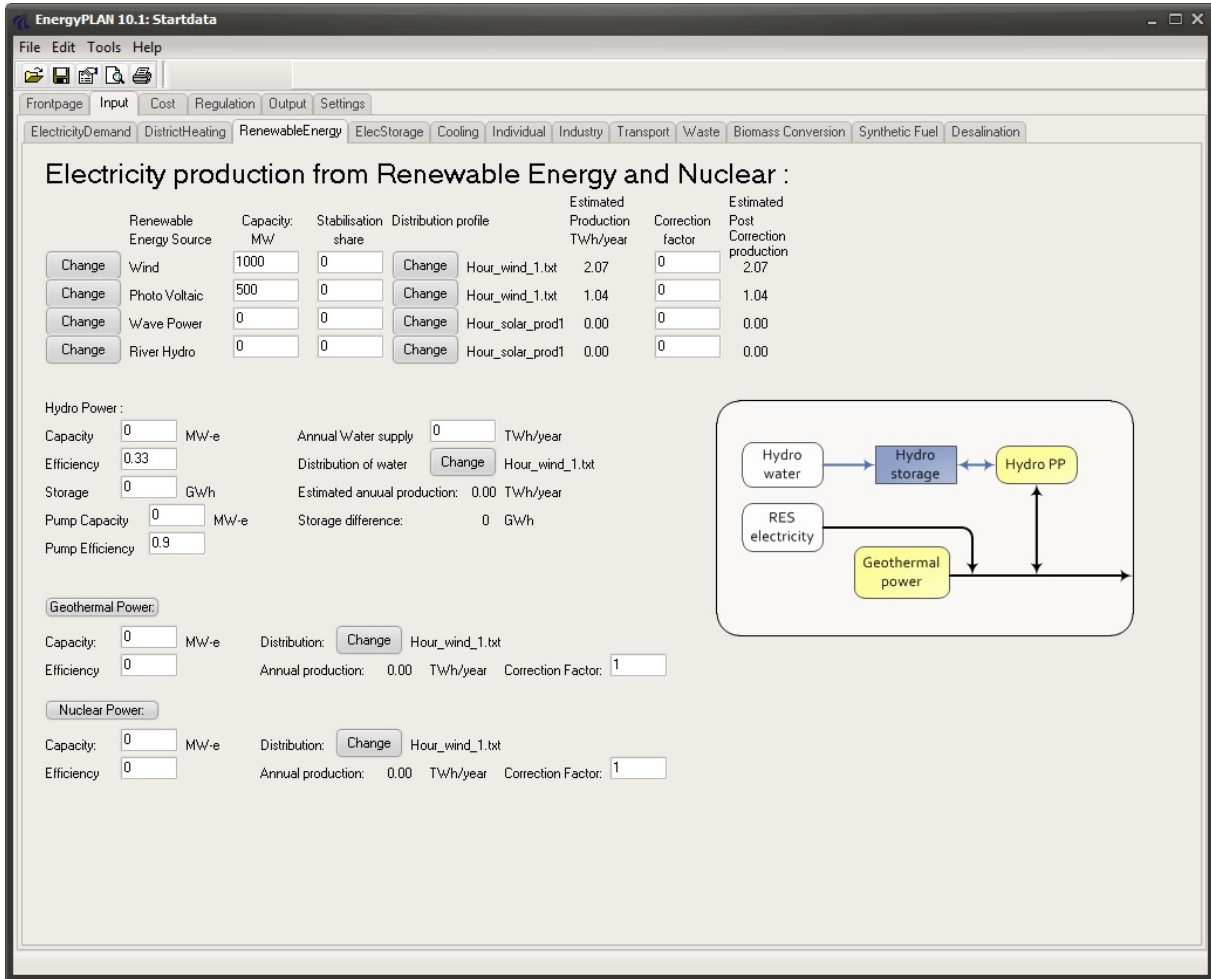 EnergyPLAN 10.1: Startdata
File Edit Tools Help
Frontpage Input Cost Regulation Output Settings
ElectricityDemand DistrictHeating RenewableEnergy ElecStorage Cooling Individual Industry Transport Waste Biomass Conversion Synthetic Fuel Desalination
Electricity production from Renewable Energy and Nuclear :
Renewable Energy Source
Capacity: MW
Stabilisation share
Distribution profile
Estimated Production TWh/year
Correction factor
Estimated Post Correction production
Change Wind 1000 0 Change Hour_wind_1.txt 2.07 0 2.07
Change Photo Voltaic 500 0 Change Hour_wind_1.txt 1.04 0 1.04
Change Wave Power 0 0 Change Hour_solar_prod1 0.00 0 0.00
Change River Hydro 0 0 Change Hour_solar_prod1 0.00 0 0.00
Hydro Power :
Capacity 0 MW-e Annual Water supply 0 TWh/year
Efficiency 0.33 Distribution of water Change Hour_wind_1.txt
Storage 0 GWh Estimated anuual production: 0.00 TWh/year
Pump Capacity 0 MW-e Storage difference: 0 GWh
Pump Efficiency 0.9
Hydro water
Hydro storage
Hydro PP
RES electricity
Geothermal power
Geothermal Power:
Capacity: 0 MW-e Distribution: Change Hour_wind_1.txt
Efficiency 0 Annual production: 0.00 TWh/year Correction Factor: 1
Nuclear Power:
Capacity: 0 MW-e Distribution: Change Hour_wind_1.txt
Efficiency 0 Annual production: 0.00 TWh/year Correction Factor: 1